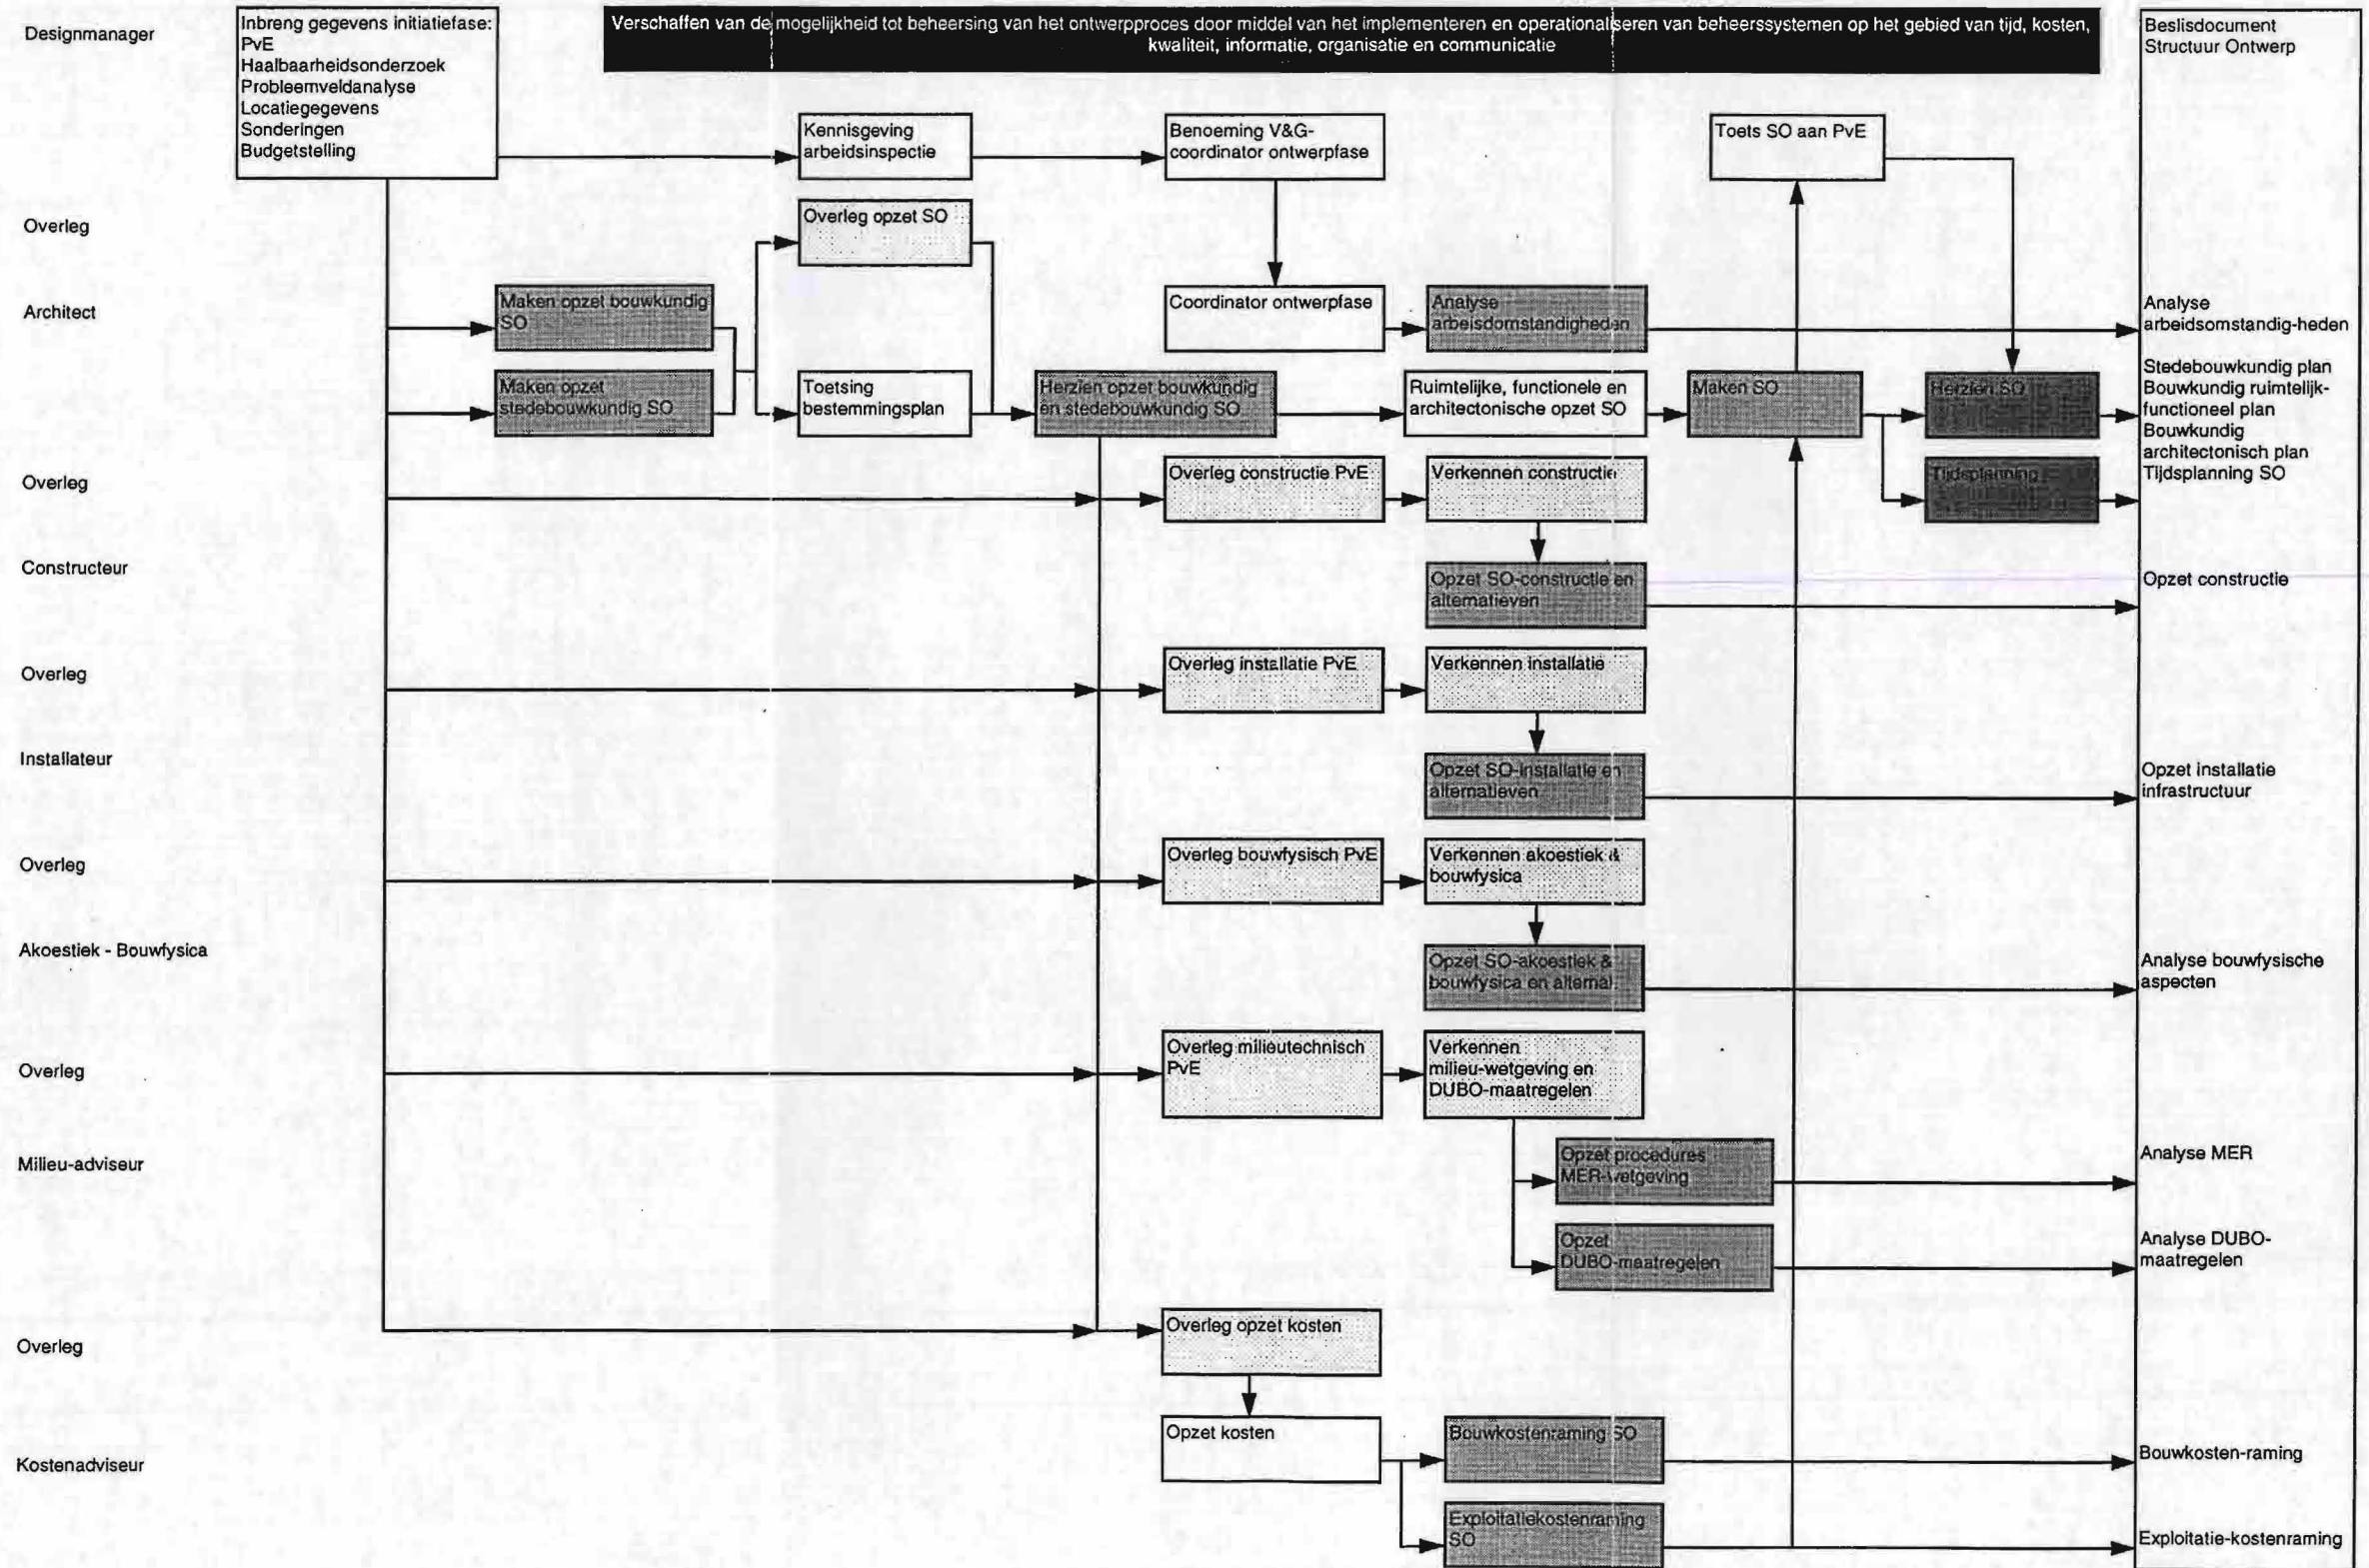 Designmanager
Inbreng gegevens initiatiefase:
PvE
Haalbaarheidsonderzoek
Probleemveldanalyse
Locatiegegevens
Sonderingen
Budgetstelling
Verschaffen van de mogelijkheid tot beheersing van het ontwerpproces door middel van het implementeren en operationaliseren van beheerssystemen op het gebied van tijd, kosten,
kwaliteit, informatie, organisatie en communicatie
Beslisdocument
Structuur Ontwerp
Kennisgeving
arbeidsinspectie
Benoeming V&G-
coordinator ontwerpfase
Toets SO aan PvE
Overleg
Overleg opzet SO
Architect
Maken opzet bouwkundig
SO
Coordinator ontwerpfase
Analyse
arbeisdomstandigheden
Analyse
arbeidsomstandig-heden
Maken opzet
stedebouwkundig SO
Toetsing
bestemmingsplan
Herzien opzet bouwkundig
en stedebouwkundig SO
Ruimtelijke, functionele en
architectonische opzet SO
Maken SO
Herzien SO
Stedebouwkundig plan
Bouwkundig ruimtelijk-
functioneel plan
Bouwkundig
architectonisch plan
Tijdsplanning SO
Overleg
Overleg constructie PvE
Verkennen constructie
Tijdsplanning
Constructeur
Opzet SO-constructie en
alternatieven
Opzet constructie
Overleg
Overleg installatie PvE
Verkennen installatie
Installateur
Opzet SO-installatie en
alternatieven
Opzet installatie
infrastructuur
Overleg
Overleg bouwfysisch PvE
Verkennen akoestiek &
bouwfysica
Akoestiek - Bouwfysica
Opzet SO-akoestiek &
bouwfysica en alternat.
Analyse bouwfysische
aspecten
Overleg
Overleg milieutechnisch
PvE
Verkennen
milieu-wetgeving en
DUBO-maatregelen
Milieu-adviseur
Opzet procedures
MER-wetgeving
Analyse MER
Opzet
DUBO-maatregelen
Analyse DUBO-
maatregelen
Overleg
Overleg opzet kosten
Kostenadviseur
Opzet kosten
Bouwkostenraming SO
Bouwkosten-raming
Exploitatiekostenraming
SO
Exploitatie-kostenraming